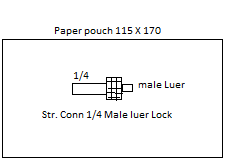 Paper pouch 115 X 170
1/4
male Luer
Str. Conn 1/4 Male luer Lock